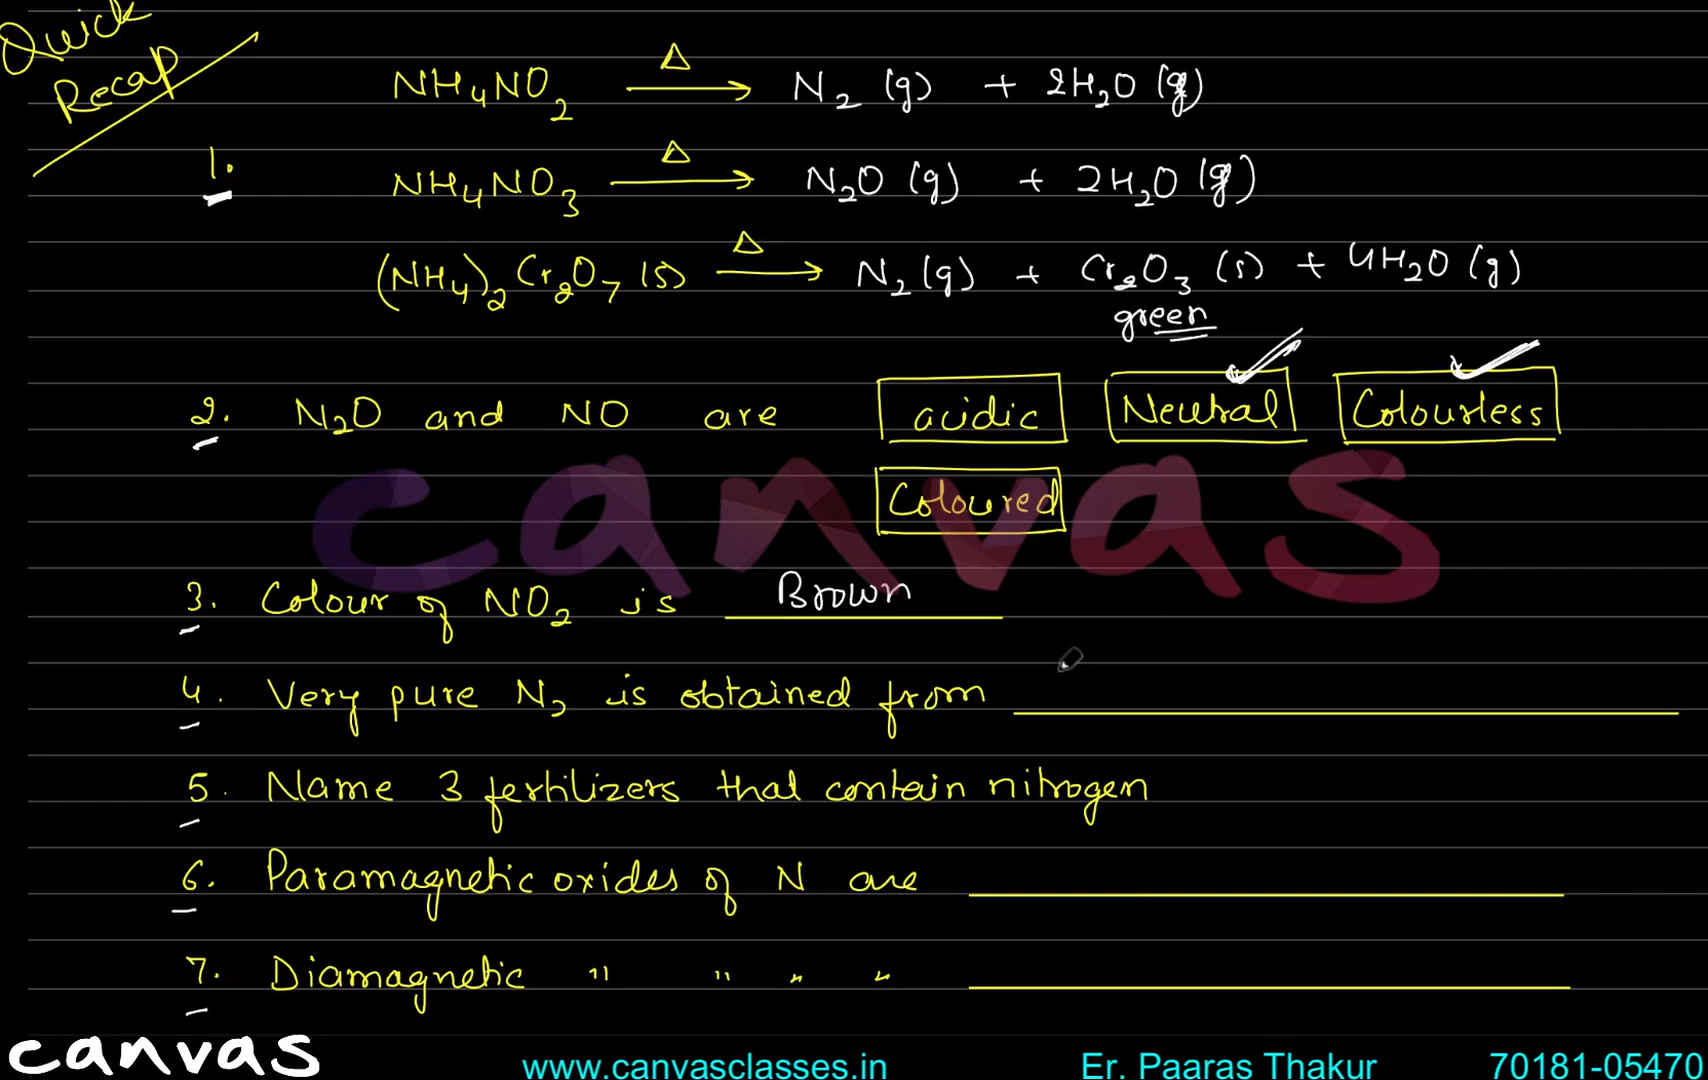 Quick
Recap
NH₄NO₂ —Δ→ N₂ (g) + 2H₂O (g)
1. NH₄NO₃ —Δ→ N₂O (g) + 2H₂O (g)
(NH₄)₂Cr₂O₇ (s) —Δ→ N₂(g) + Cr₂O₃ (s) + 4H₂O (g)
green
2. N₂O and NO are acidic Neutral Colourless
Coloured
canvas
3. Colour of NO₂ is Brown
4. Very pure N₂ is obtained from
5. Name 3 fertilizers that contain nitrogen
6. Paramagnetic oxides of N are
7. Diamagnetic " " " "
canvas www.canvasclasses.in Er. Paaras Thakur 70181-05470